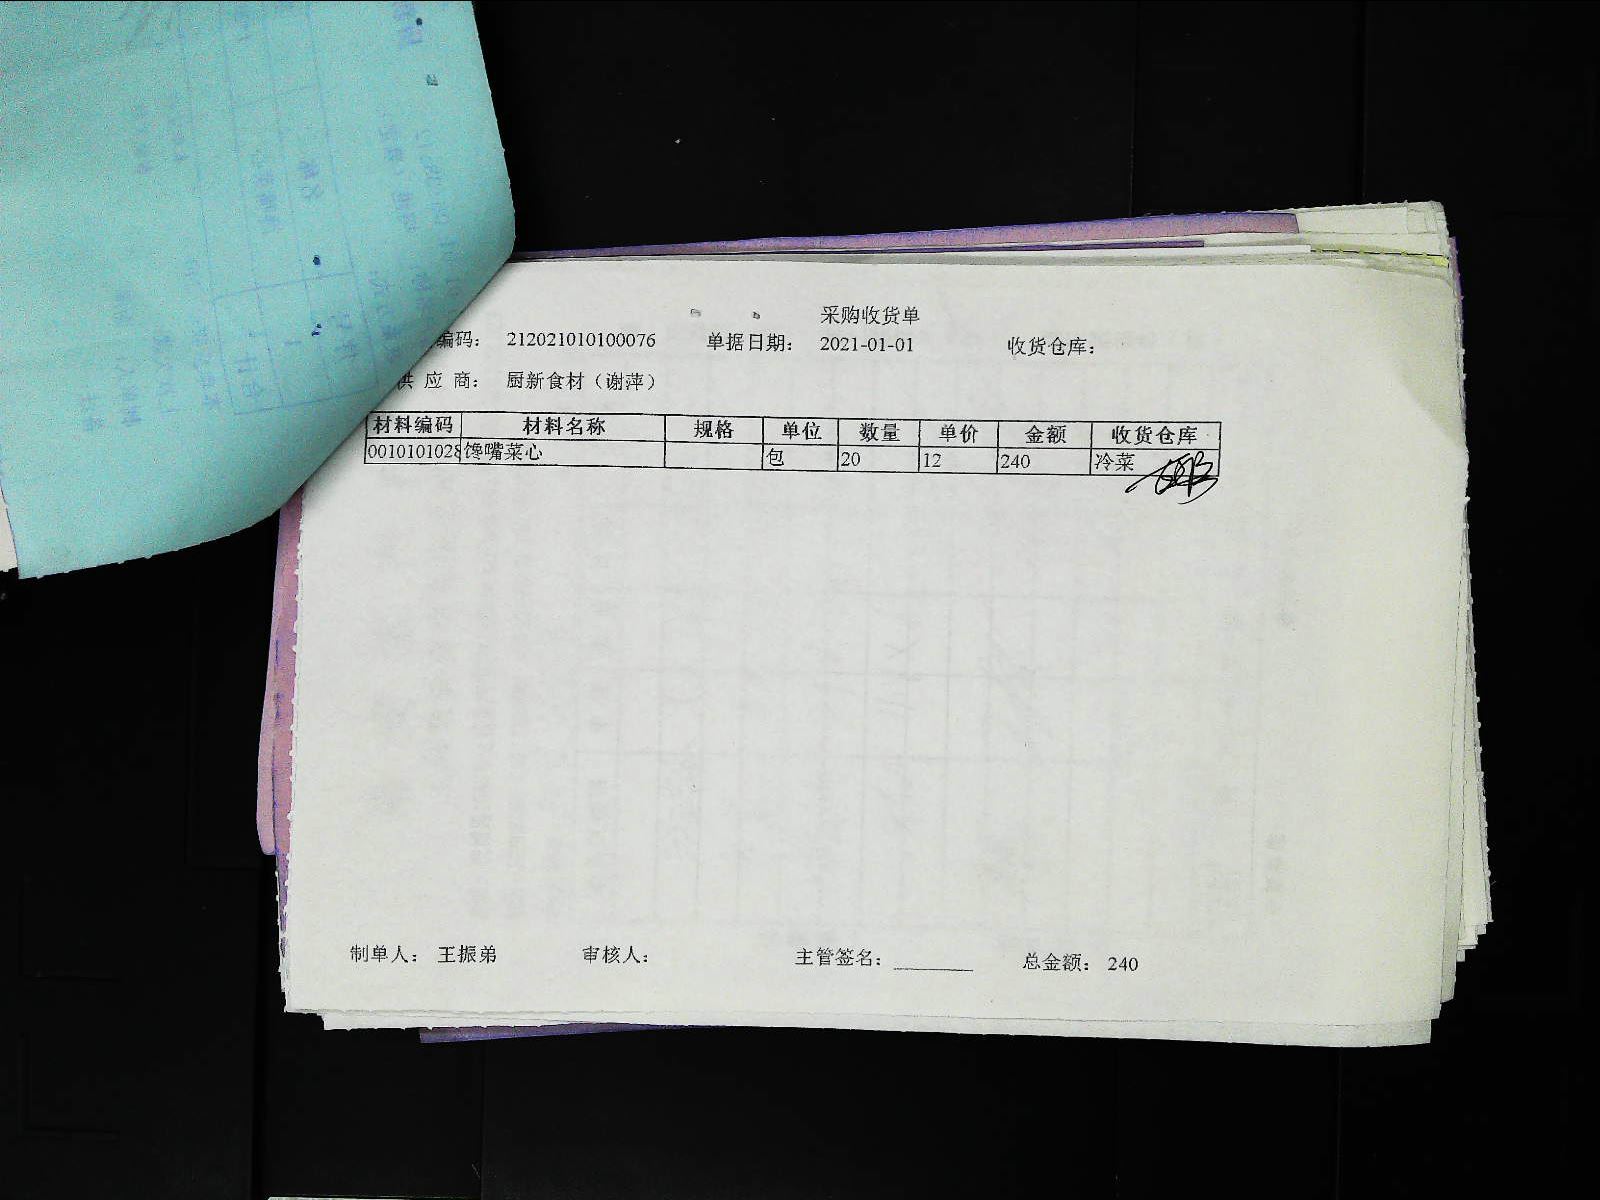 采购收货单
编码： 212021010100076 单据日期： 2021-01-01 收货仓库：
供 应 商： 厨新食材（谢萍）
材料编码 材料名称 规格 单位 数量 单价 金额 收货仓库
0010101028 馋嘴菜心 包 20 12 240 冷菜
制单人： 王振弟 审核人： 主管签名： 总金额： 240